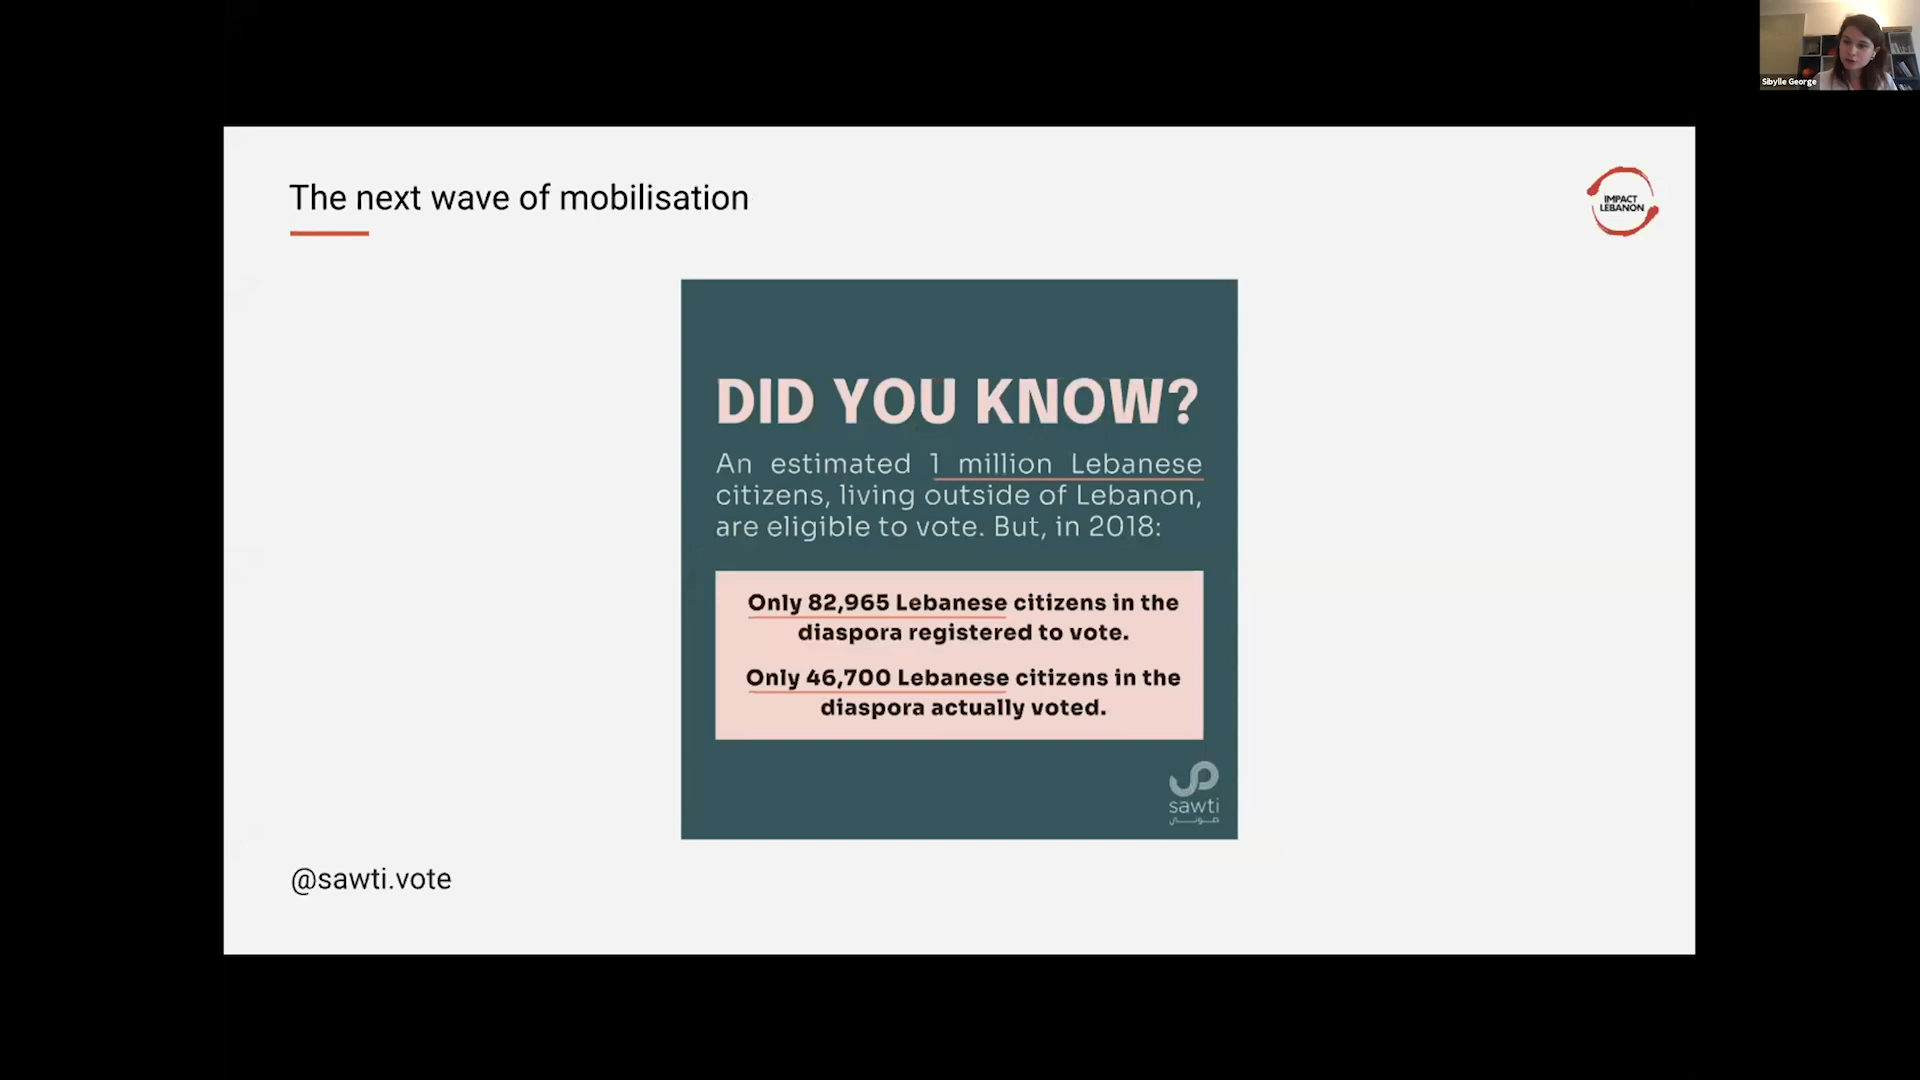 Sibylle George
The next wave of mobilisation
IMPACT
LEBANON
DID YOU KNOW?
An estimated 1 million Lebanese
citizens, living outside of Lebanon,
are eligible to vote. But, in 2018:
Only 82,965 Lebanese citizens in the
diaspora registered to vote.
Only 46,700 Lebanese citizens in the
diaspora actually voted.
sawti
صوتي
@sawti.vote